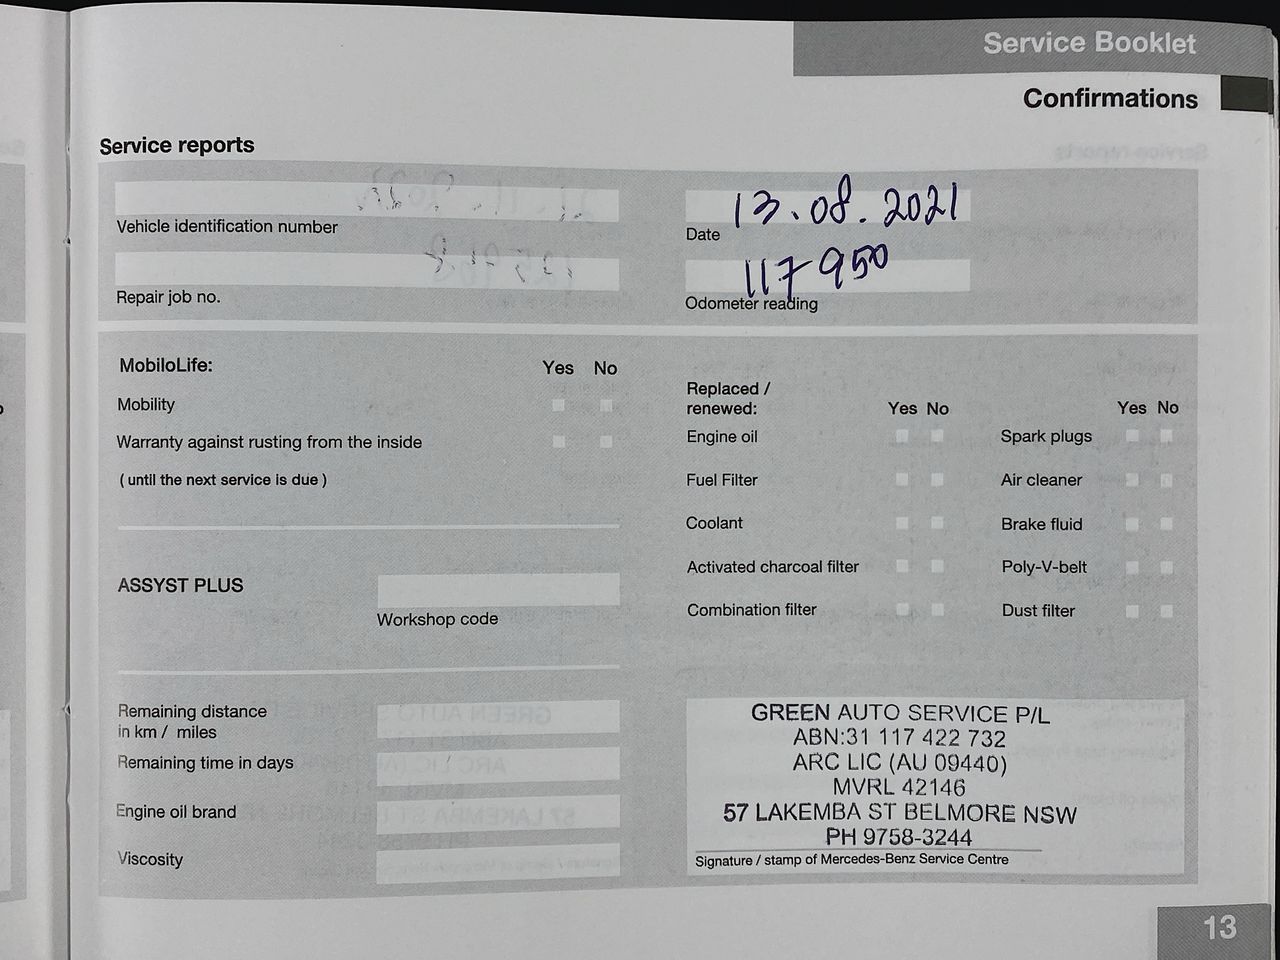 Service Booklet
Confirmations
Service reports
Vehicle identification number
13.08.2021
Date
Repair job no.
117950
Odometer reading
MobiloLife:
Yes No
Mobility
Warranty against rusting from the inside
( until the next service is due )
ASSYST PLUS
Workshop code
Remaining distance
in km / miles
Remaining time in days
Engine oil brand
Viscosity
Replaced /
renewed:
Yes No
Yes No
Engine oil
Spark plugs
Fuel Filter
Air cleaner
Coolant
Brake fluid
Activated charcoal filter
Poly-V-belt
Combination filter
Dust filter
GREEN AUTO SERVICE P/L
ABN:31 117 422 732
ARC LIC (AU 09440)
MVRL 42146
57 LAKEMBA ST BELMORE NSW
PH 9758-3244
Signature / stamp of Mercedes-Benz Service Centre
13